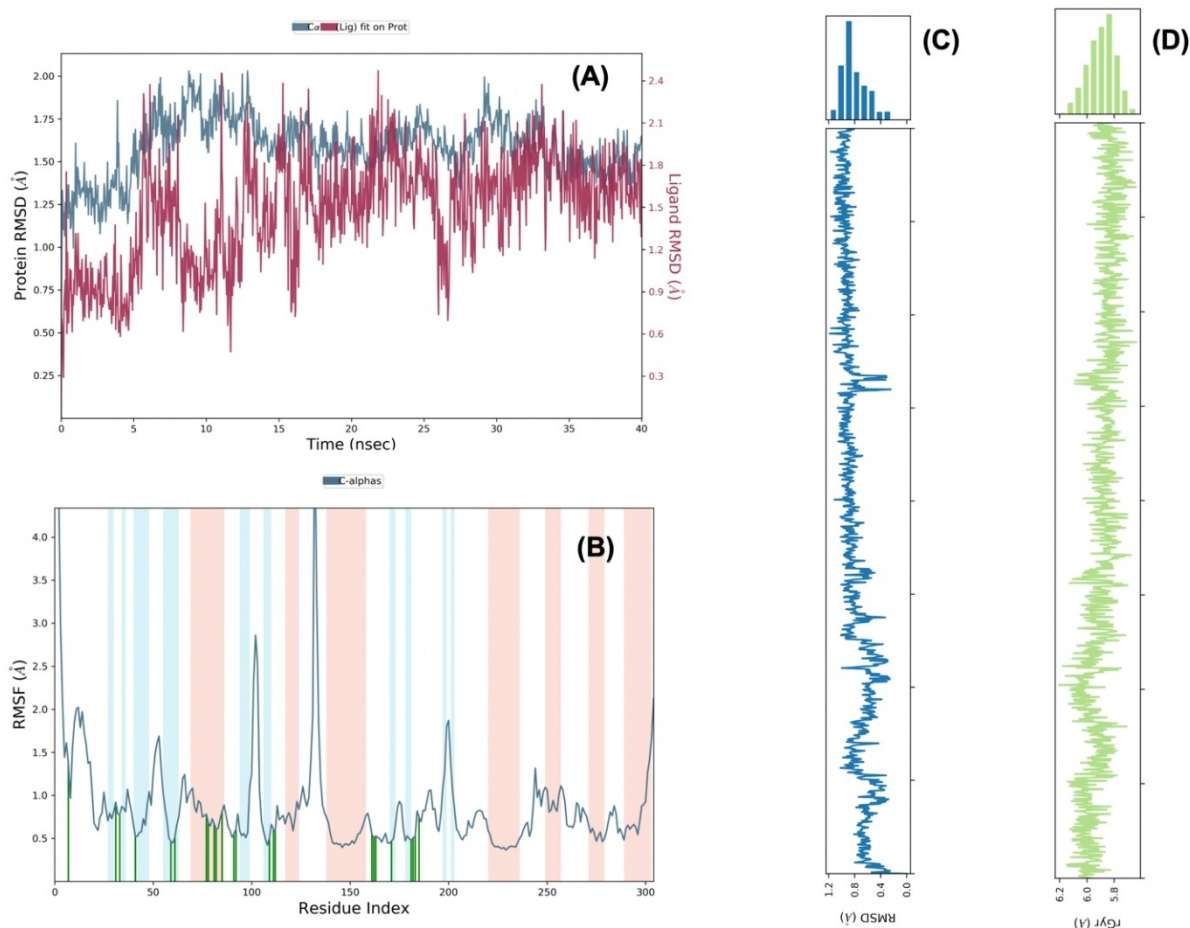 Cα (Lig) fit on Prot
(A)
Protein RMSD (Å)
2.00
1.75
1.50
1.25
1.00
0.75
0.50
0.25
2.4
2.1
1.8
1.5
1.2
0.9
0.6
0.3
Ligand RMSD (Å)
0 5 10 15 20 25 30 35 40
Time (nsec)
C-alphas
(B)
RMSF (Å)
4.0
3.5
3.0
2.5
2.0
1.5
1.0
0.5
0 50 100 150 200 250 300
Residue Index
(C)
1.2 0.8 0.4 0.0
RMSD (Å)
(D)
6.2 6.0 5.8
rGyr (Å)